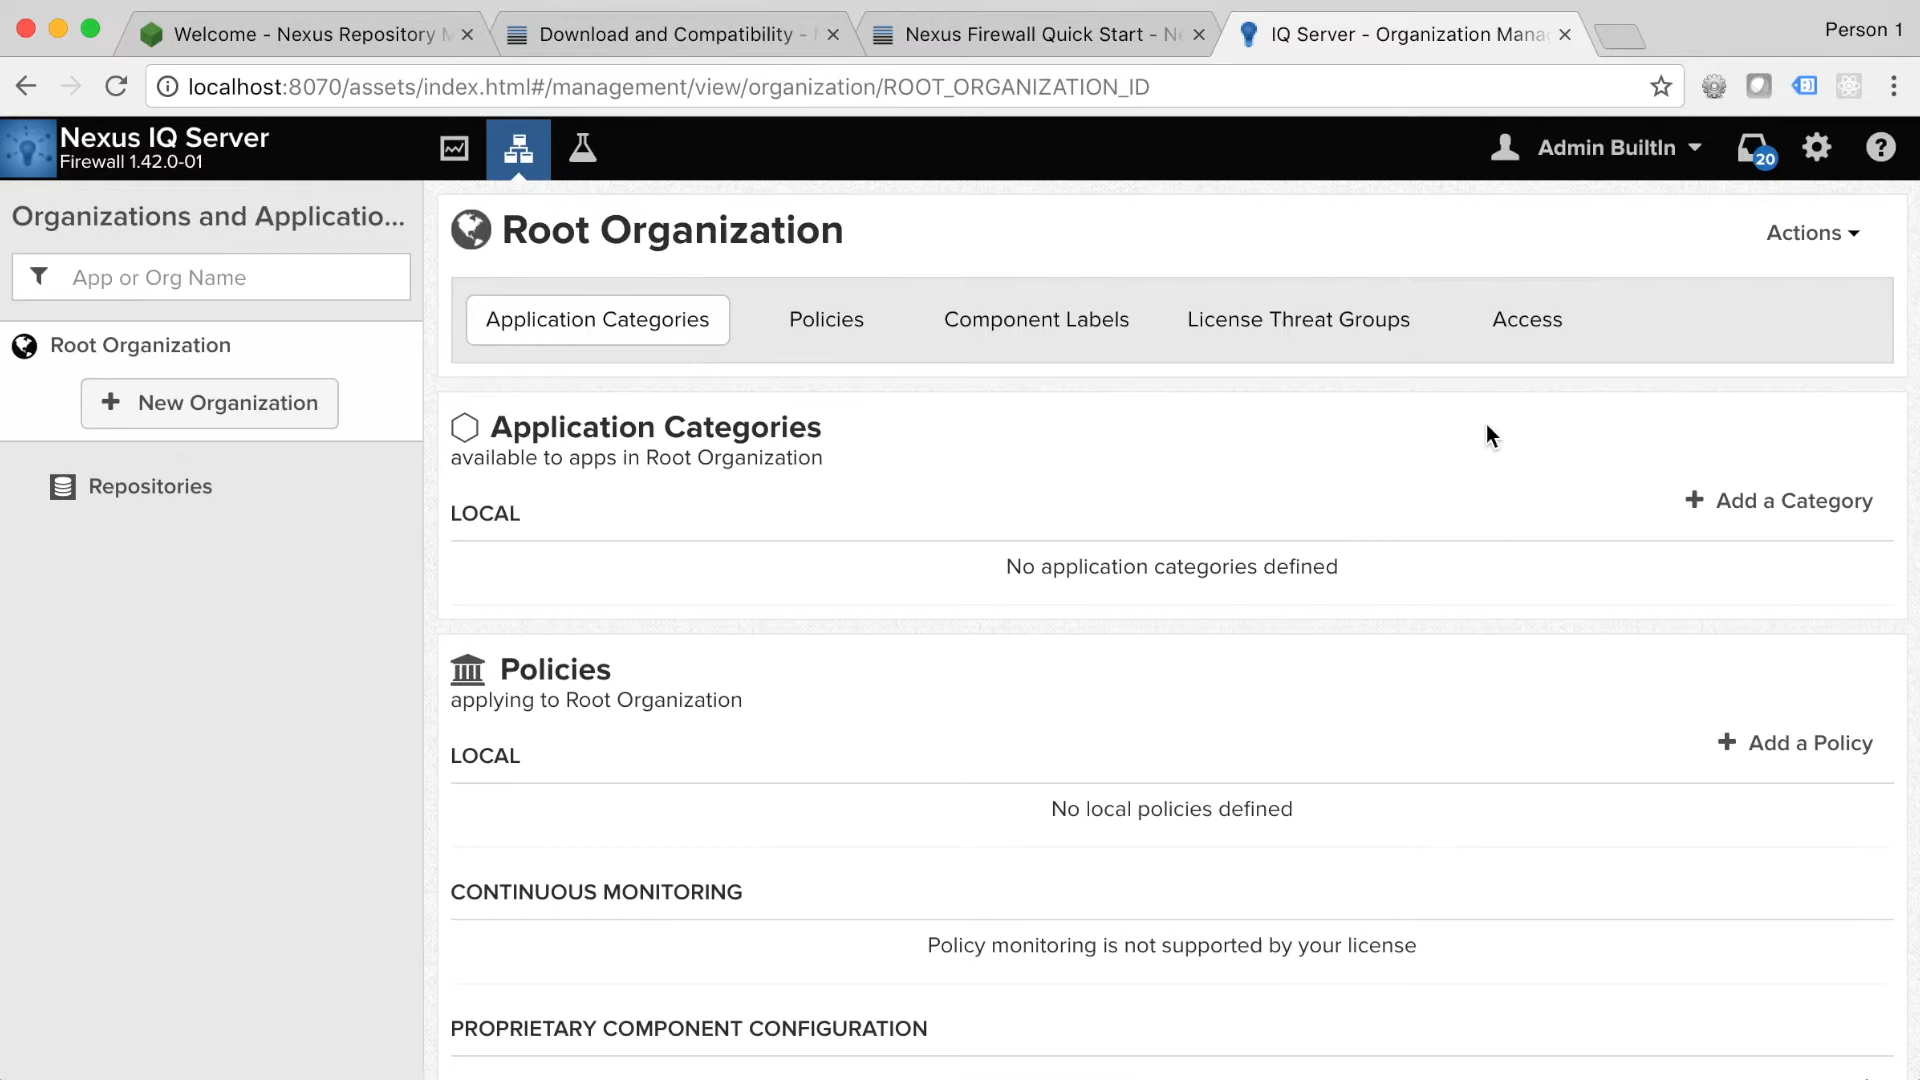 Welcome - Nexus Repository M
Download and Compatibility -
Nexus Firewall Quick Start - Ne
IQ Server - Organization Mana
Person 1
localhost:8070/assets/index.html#/management/view/organization/ROOT_ORGANIZATION_ID
Nexus IQ Server
Firewall 1.42.0-01
Admin BuiltIn
20
Organizations and Applicatio...
App or Org Name
Root Organization
+ New Organization
Repositories
Root Organization
Actions
Application Categories
Policies
Component Labels
License Threat Groups
Access
Application Categories
available to apps in Root Organization
LOCAL
+ Add a Category
No application categories defined
Policies
applying to Root Organization
LOCAL
+ Add a Policy
No local policies defined
CONTINUOUS MONITORING
Policy monitoring is not supported by your license
PROPRIETARY COMPONENT CONFIGURATION